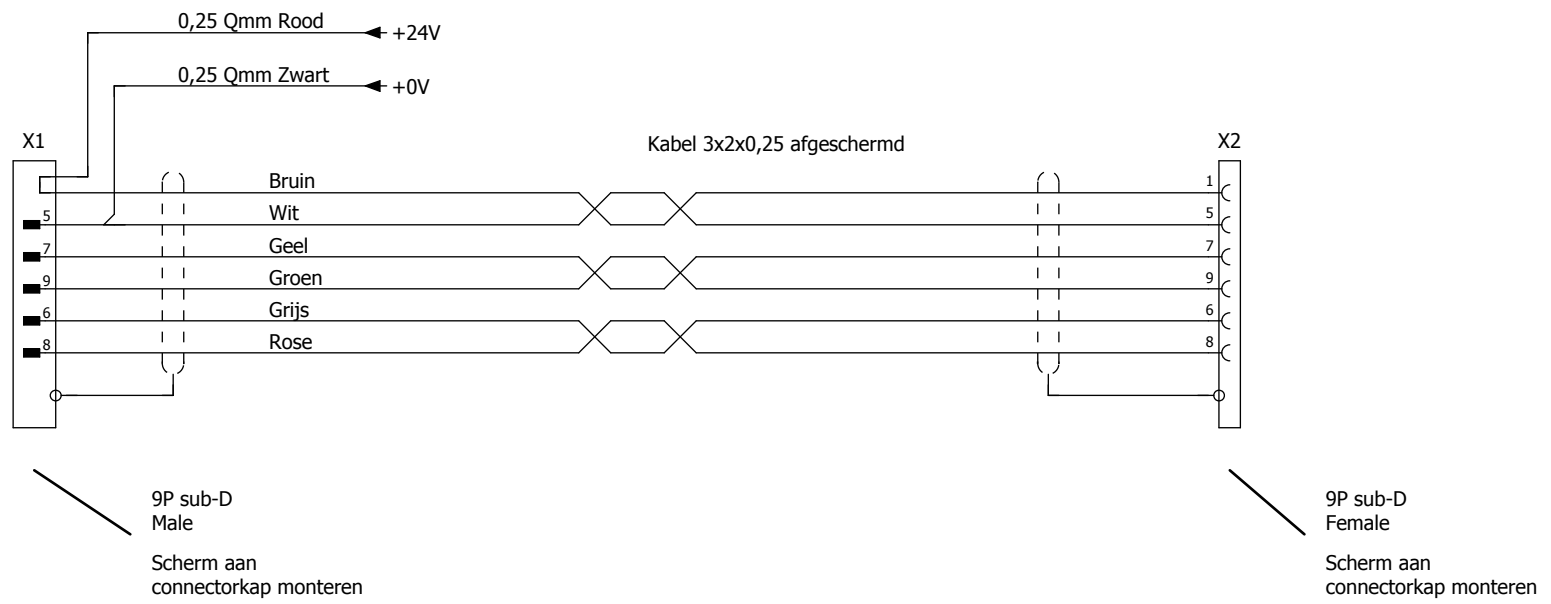 0,25 Qmm Rood
+24V
0,25 Qmm Zwart
+0V
X1
Kabel 3x2x0,25 afgeschermd
X2
Bruin
1
5
Wit
5
7
Geel
7
9
Groen
9
6
Grijs
6
8
Rose
8
9P sub-D
Male
Scherm aan
connectorkap monteren
9P sub-D
Female
Scherm aan
connectorkap monteren